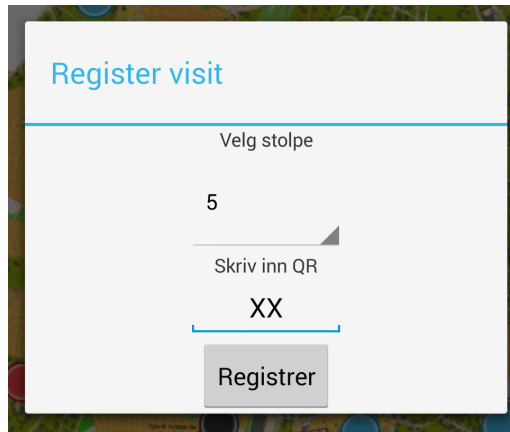 Register visit
Velg stolpe
5
Skriv inn QR
XX
Registrer